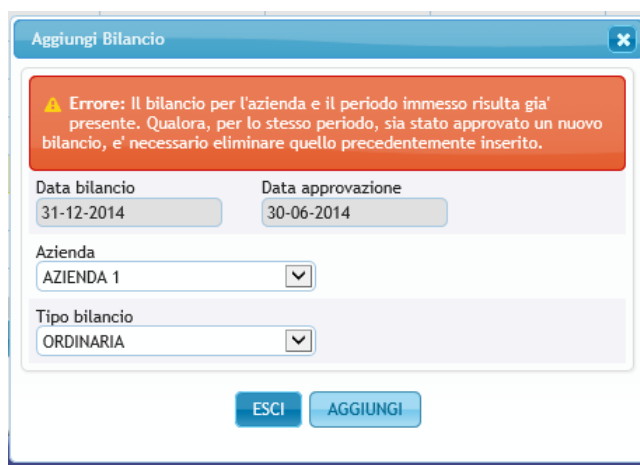 Aggiungi Bilancio
Errore: Il bilancio per l'azienda e il periodo immesso risulta già'
presente. Qualora, per lo stesso periodo, sia stato approvato un nuovo
bilancio, e' necessario eliminare quello precedentemente inserito.
Data bilancio Data approvazione
31-12-2014 30-06-2014
Azienda
AZIENDA 1
Tipo bilancio
ORDINARIA
ESCI AGGIUNGI